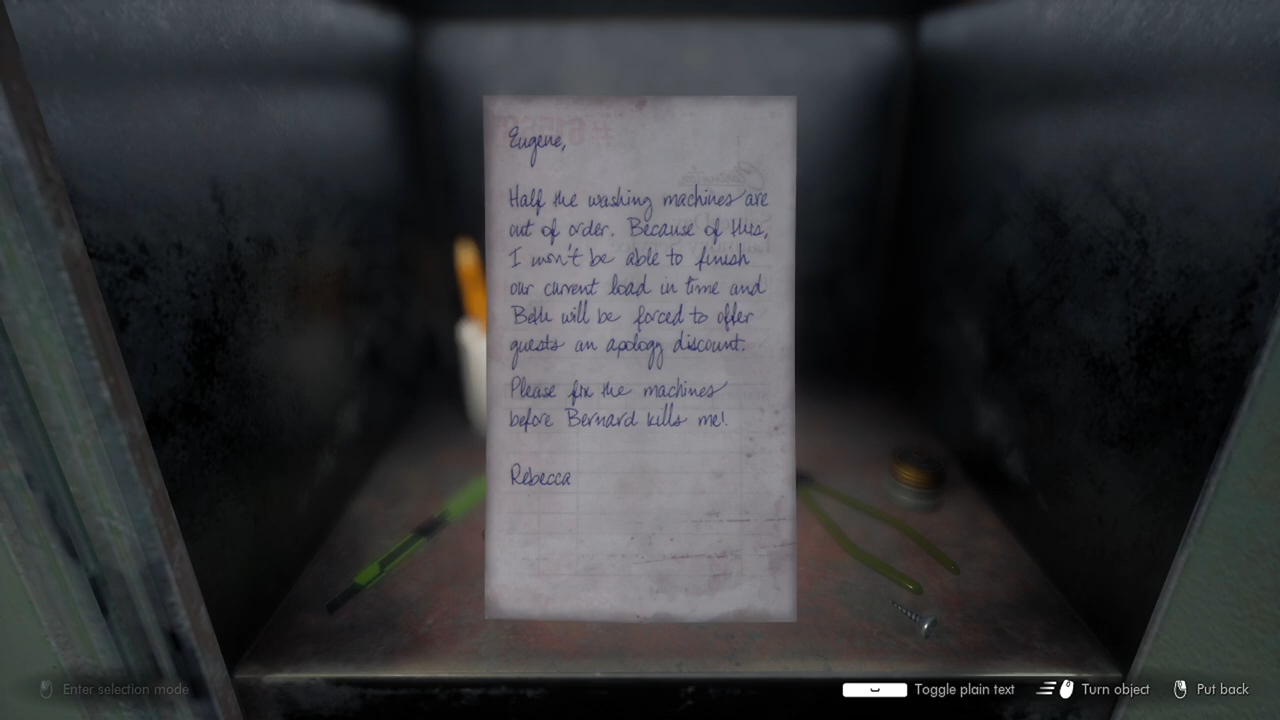 Eugene,
Half the washing machines are
out of order. Because of this,
I won't be able to finish
our current load in time and
Beth will be forced to offer
guests an apology discount.
Please fix the machines
before Bernard kills me!
Rebecca
Enter selection mode
Toggle plain text
Turn object
Put back